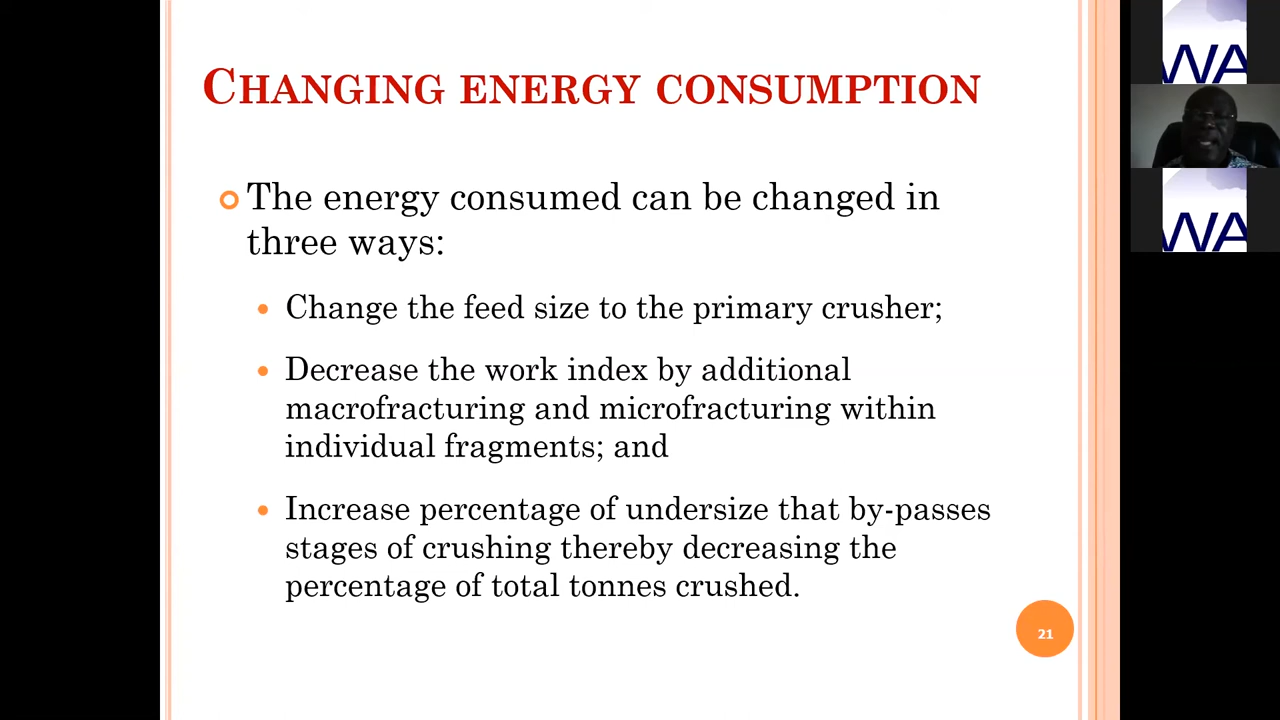 CHANGING ENERGY CONSUMPTION
The energy consumed can be changed in
three ways:
Change the feed size to the primary crusher;
Decrease the work index by additional
macrofracturing and microfracturing within
individual fragments; and
Increase percentage of undersize that by-passes
stages of crushing thereby decreasing the
percentage of total tonnes crushed.
21
WA
WA